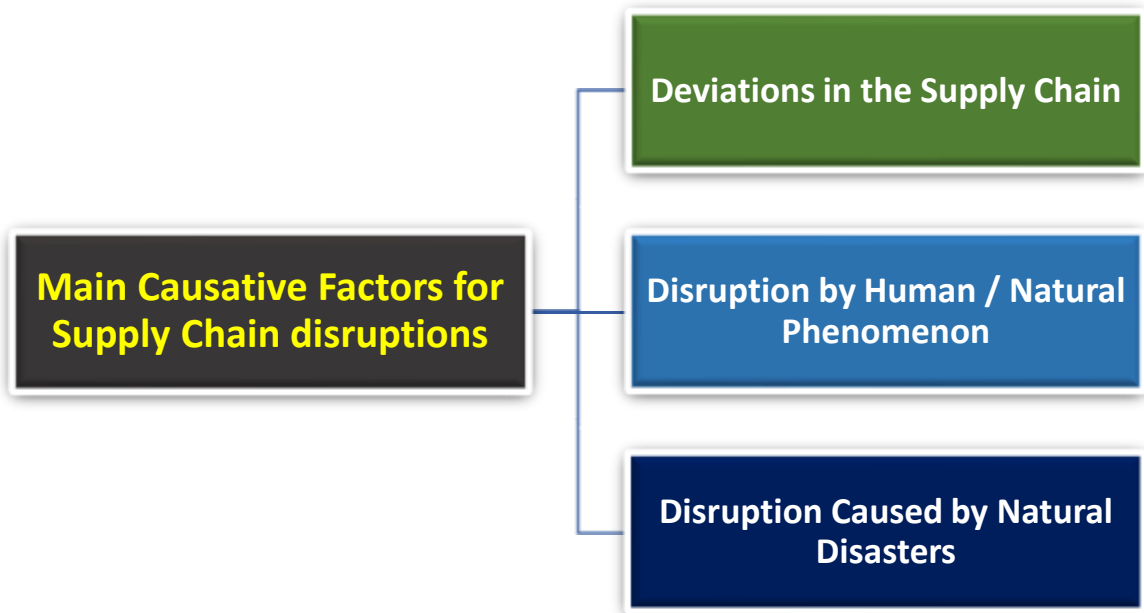 Deviations in the Supply Chain
Main Causative Factors for
Supply Chain disruptions
Disruption by Human / Natural
Phenomenon
Disruption Caused by Natural
Disasters